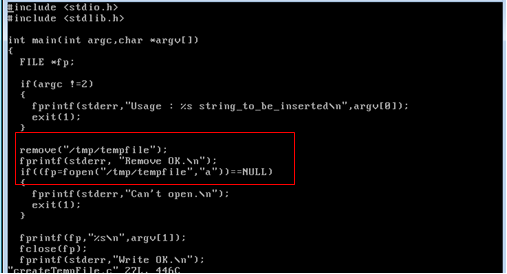 #include <stdio.h>
#include <stdlib.h>
int main(int argc,char *argv[])
{
FILE *fp;
if(argc !=2)
{
fprintf(stderr,"Usage : %s string_to_be_inserted\n",argv[0]);
exit(1);
}
remove("/tmp/tempfile");
fprintf(stderr, "Remove OK.\n");
if((fp=fopen("/tmp/tempfile","a"))==NULL)
{
fprintf(stderr,"Can't open.\n");
exit(1);
}
fprintf(fp,"%s\n",argv[1]);
fclose(fp);
fprintf(stderr,"Write OK.\n");
"createTempFile.c" 27L, 446C